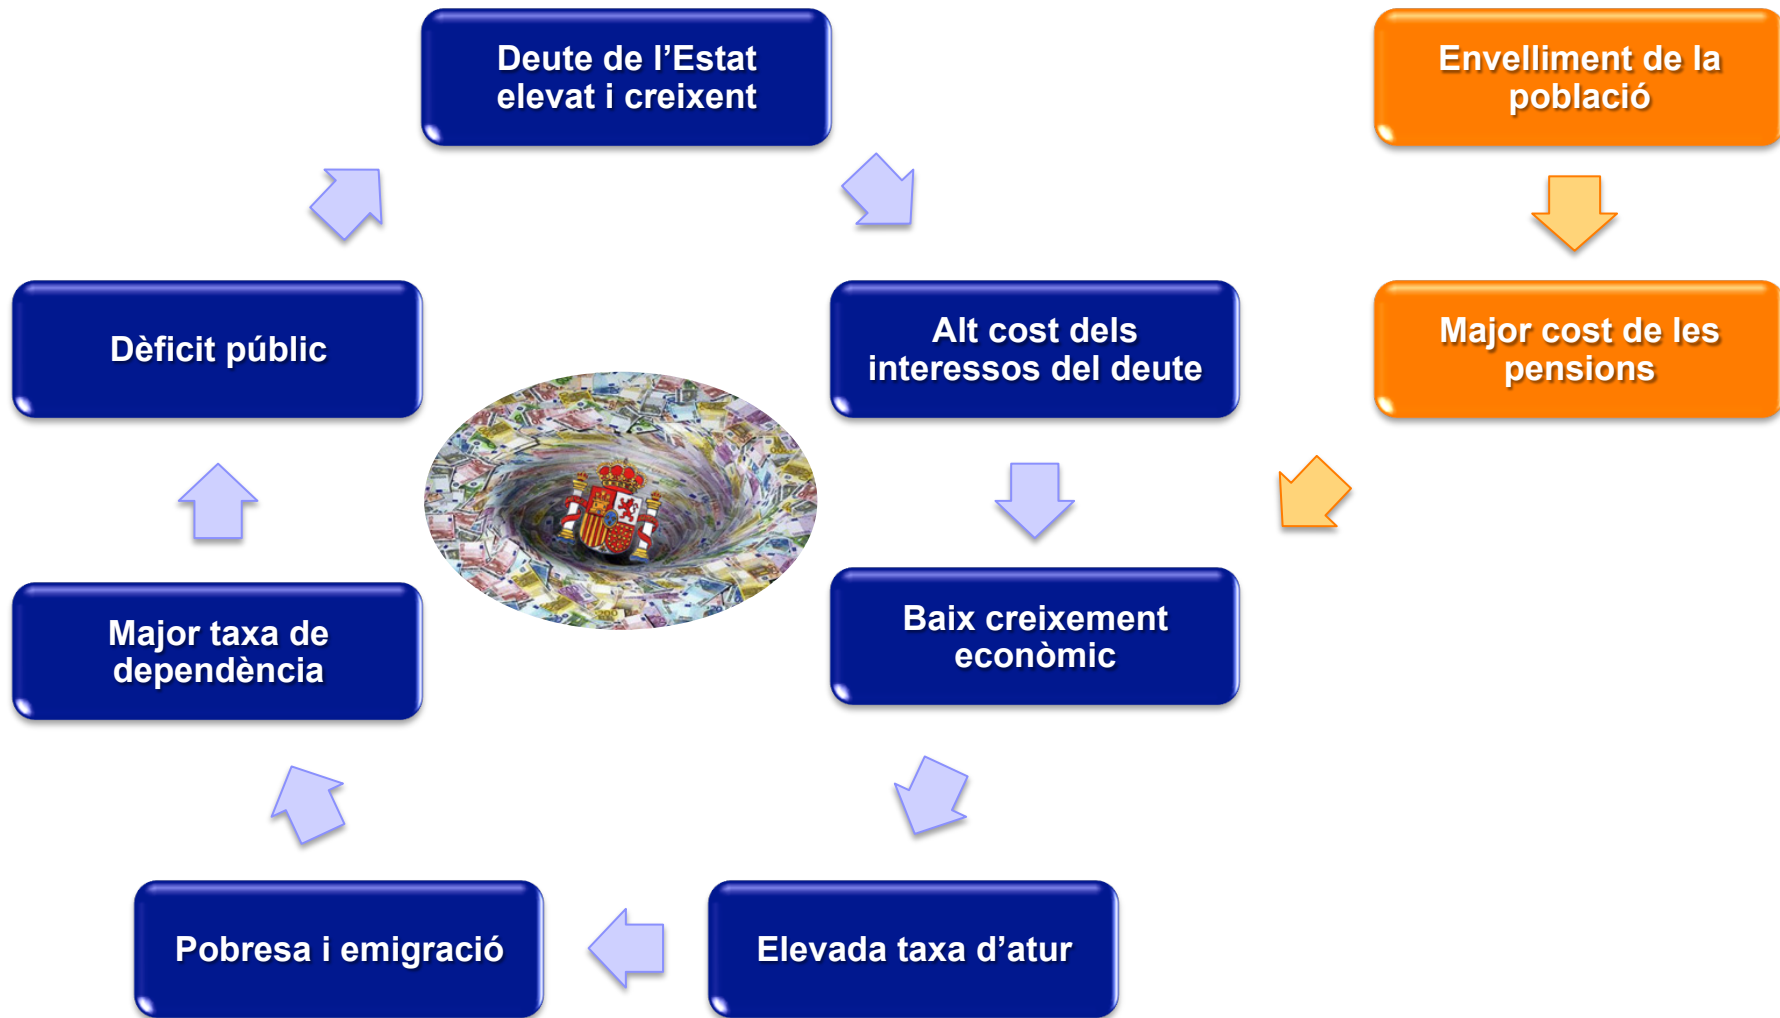 Deute de l’Estat
elevat i creixent
Envelliment de la
població
Dèficit públic
Alt cost dels
interessos del deute
Major cost de les
pensions
Major taxa de
dependència
Baix creixement
econòmic
Pobresa i emigració
Elevada taxa d’atur